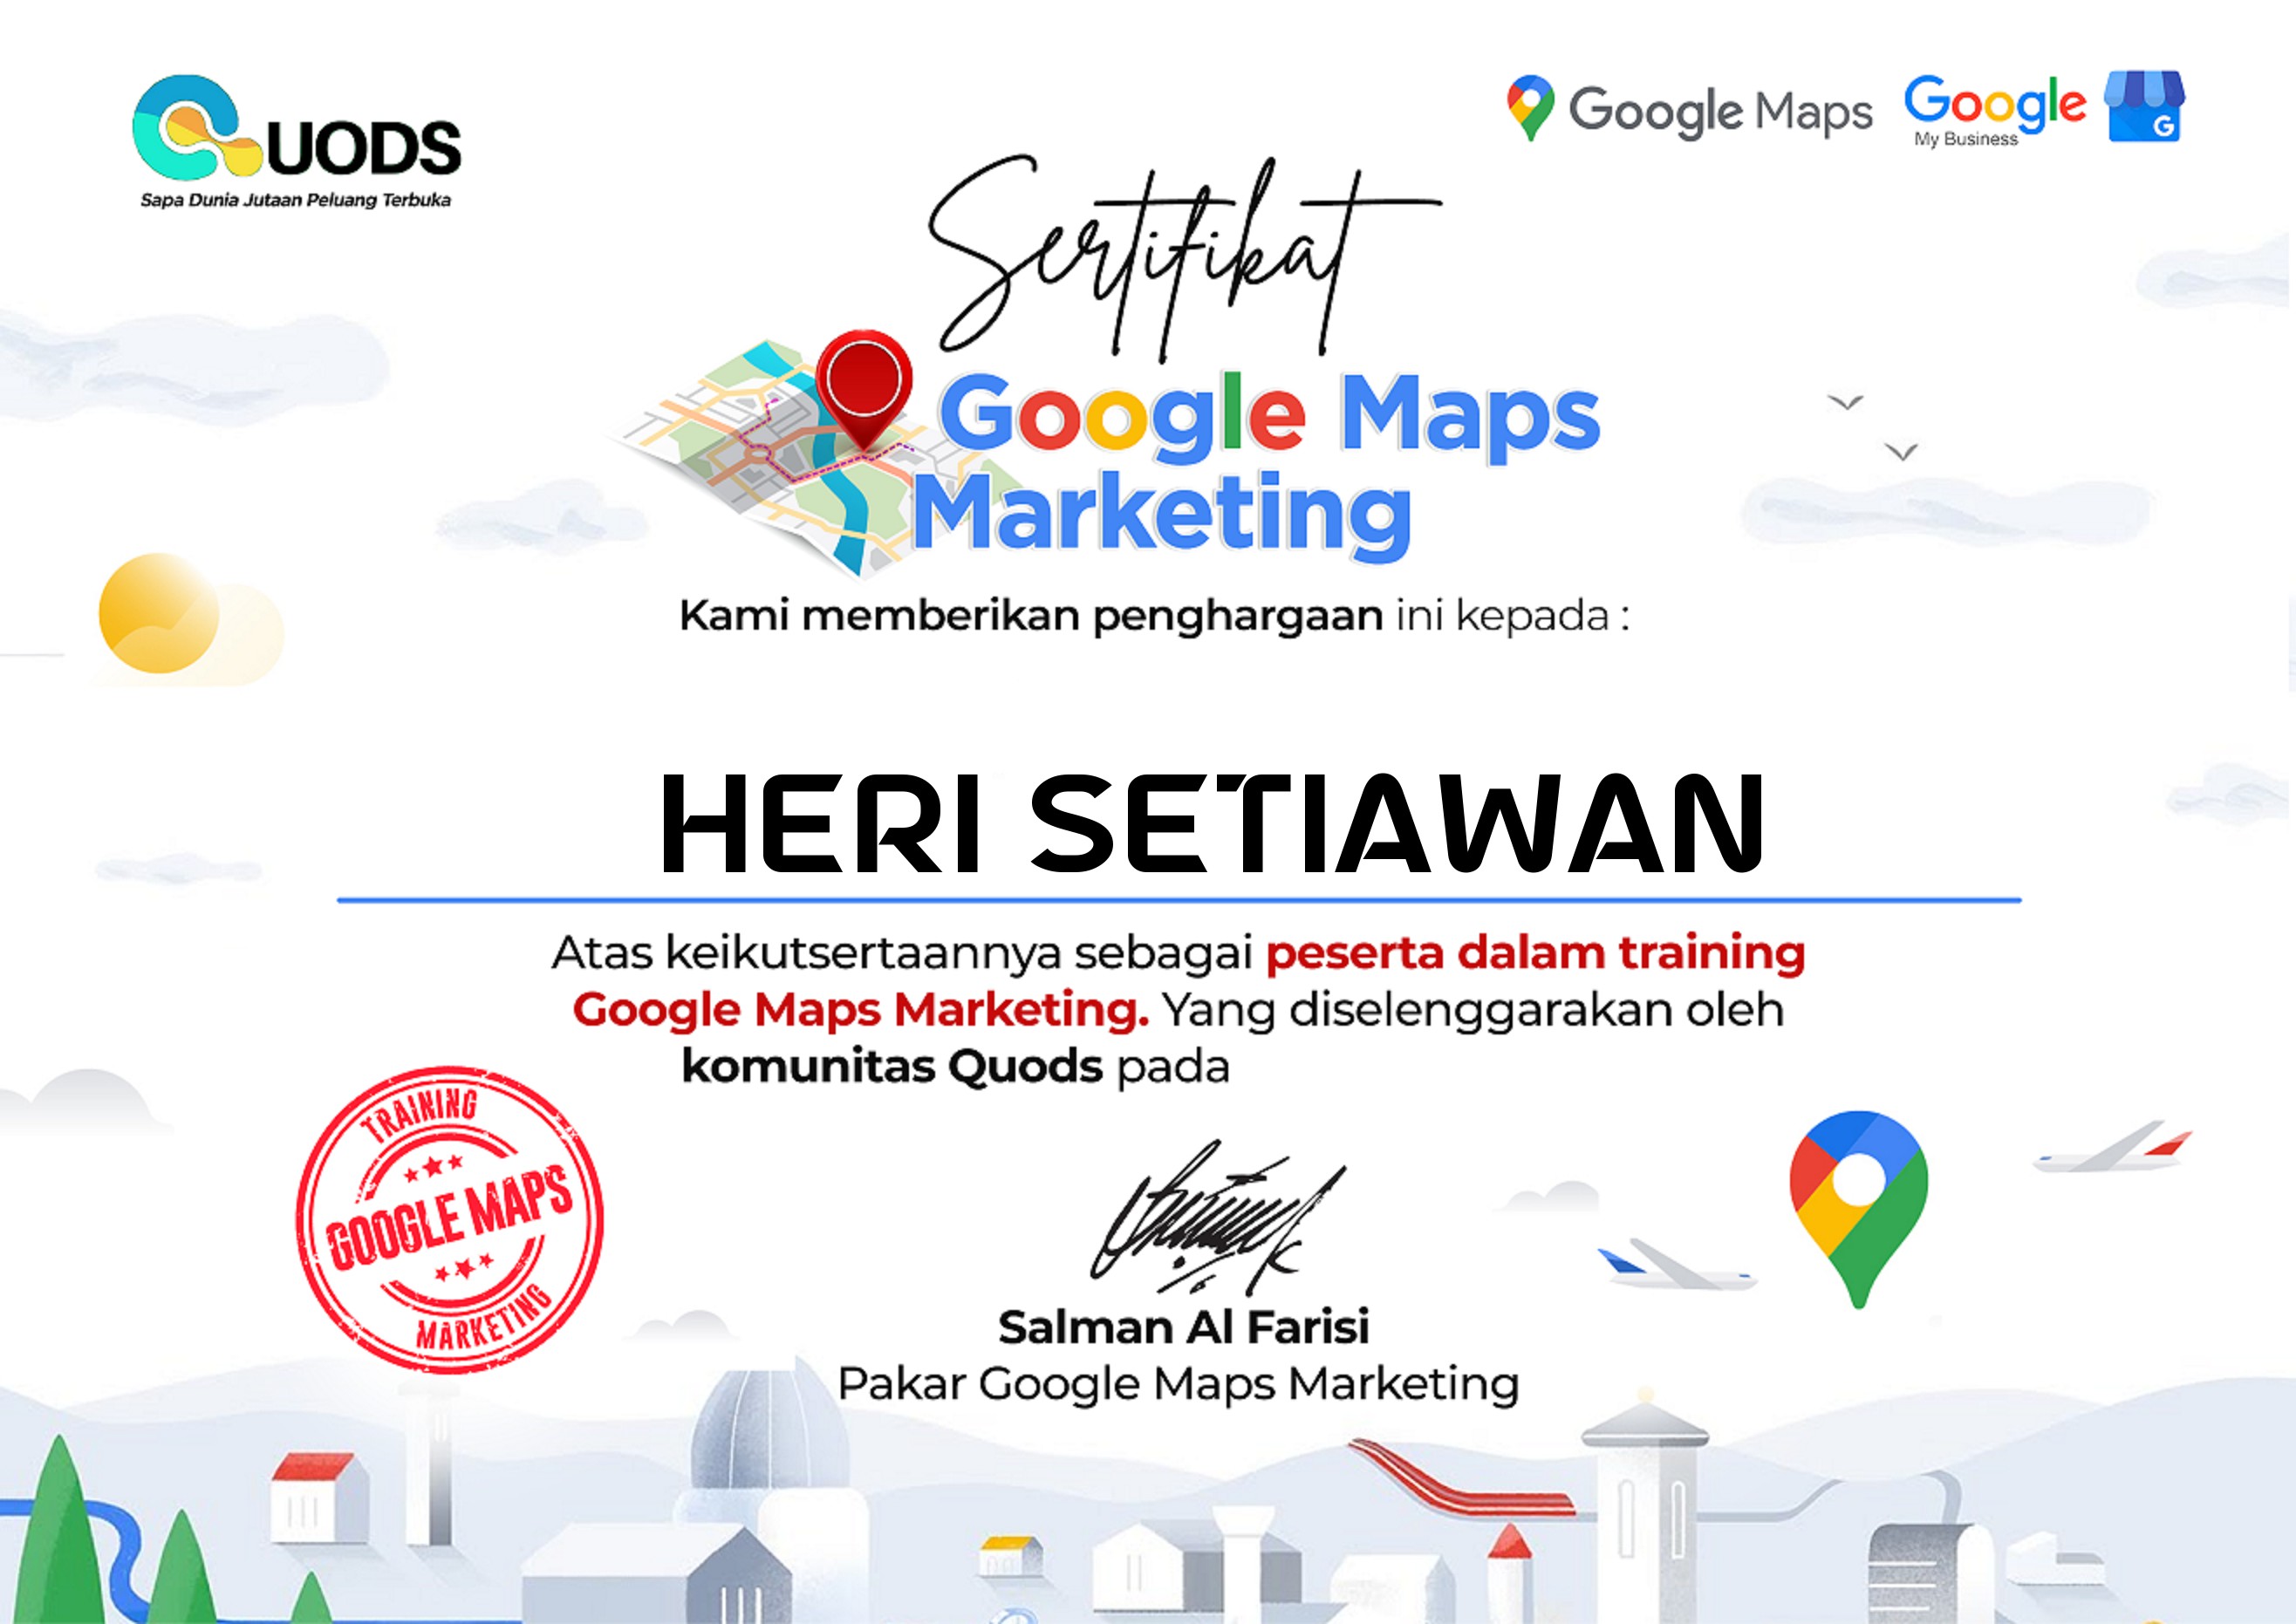 QUODS
Sapa Dunia Jutaan Peluang Terbuka
Google Maps
Google
My Business
G
Sertifikat
Google Maps
Marketing
Kami memberikan penghargaan ini kepada :
HERI SETIAWAN
Atas keikutsertaannya sebagai peserta dalam training
Google Maps Marketing. Yang diselenggarakan oleh
komunitas Quods pada
TRAINING
GOOGLE MAPS
MARKETING
Salman Al Farisi
Pakar Google Maps Marketing